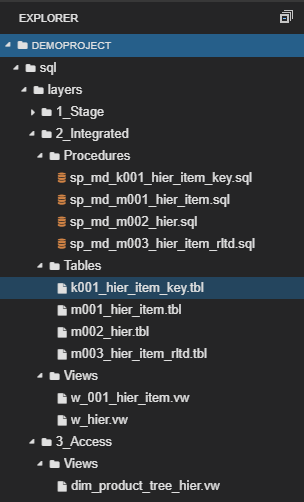 EXPLORER
DEMOPROJECT
sql
layers
1_Stage
2_Integrated
Procedures
sp_md_k001_hier_item_key.sql
sp_md_m001_hier_item.sql
sp_md_m002_hier.sql
sp_md_m003_hier_item_rltd.sql
Tables
k001_hier_item_key.tbl
m001_hier_item.tbl
m002_hier.tbl
m003_hier_item_rltd.tbl
Views
w_001_hier_item.vw
w_hier.vw
3_Access
Views
dim_product_tree_hier.vw